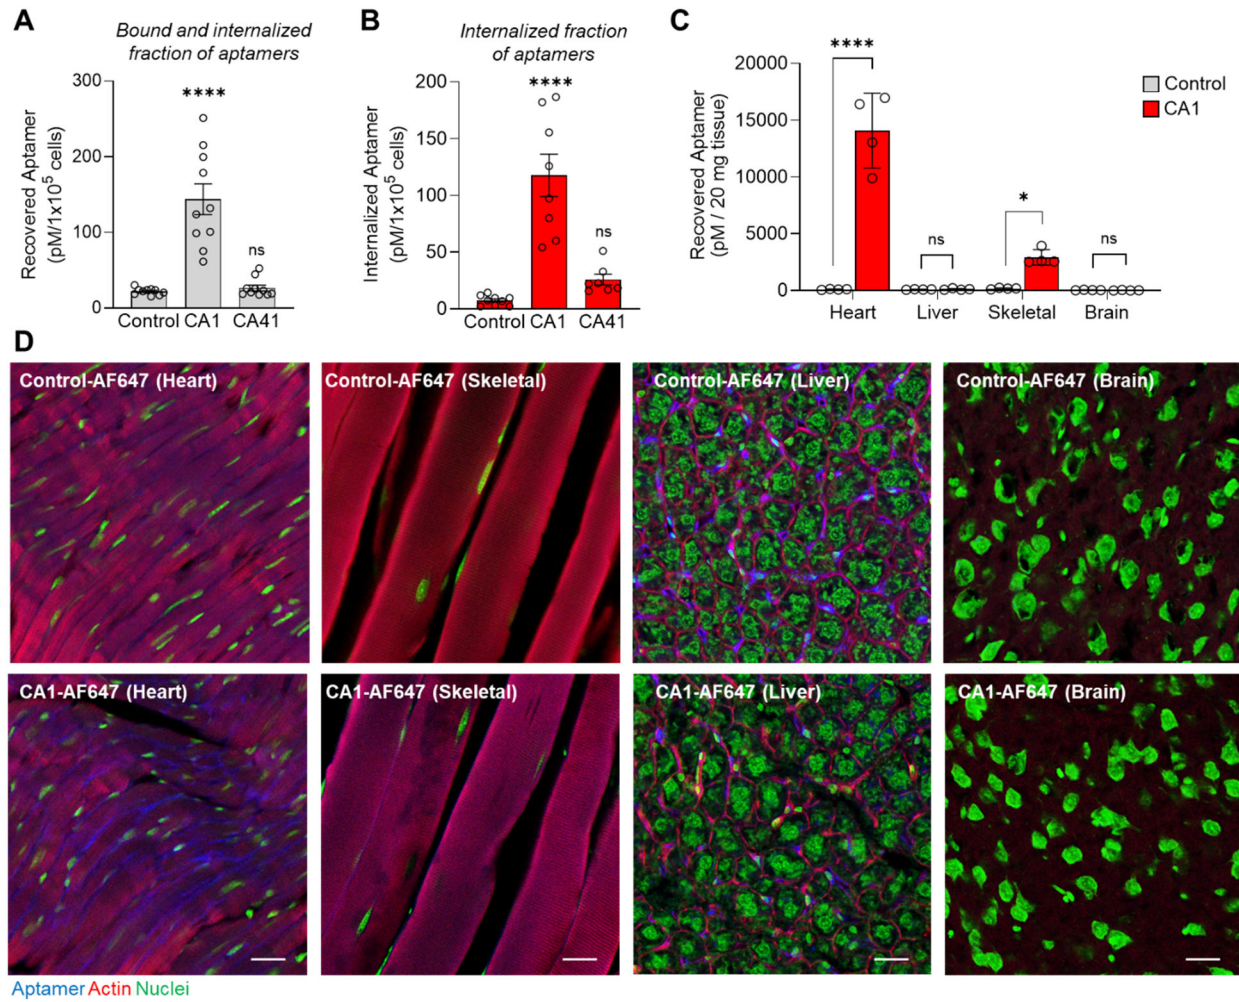 A
Bound and internalized
fraction of aptamers
Recovered Aptamer
(pM/1x10⁵ cells)
300
200
100
0
****
ns
Control CA1 CA41
B
Internalized fraction
of aptamers
Internalized Aptamer
(pM/1x10⁵ cells)
200
150
100
50
0
****
ns
Control CA1 CA41
C
Recovered Aptamer
(pM / 20 mg tissue)
20000
15000
10000
5000
0
****
ns
*
ns
Heart Liver Skeletal Brain
Control
CA1
D
Control-AF647 (Heart)
Control-AF647 (Skeletal)
Control-AF647 (Liver)
Control-AF647 (Brain)
CA1-AF647 (Heart)
CA1-AF647 (Skeletal)
CA1-AF647 (Liver)
CA1-AF647 (Brain)
Aptamer Actin Nuclei